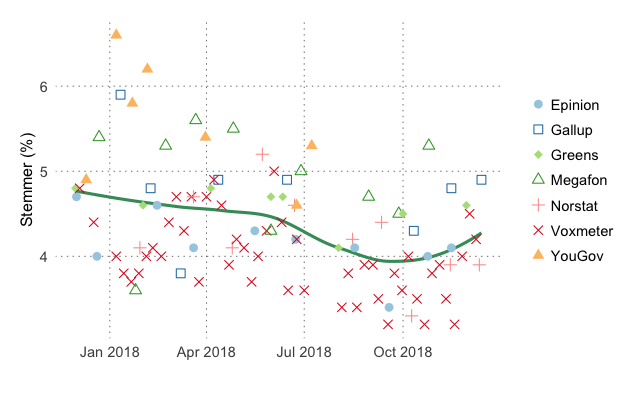 Stemmer (%)
6
5
4
Jan 2018
Apr 2018
Jul 2018
Oct 2018
Epinion
Gallup
Greens
Megafon
Norstat
Voxmeter
YouGov